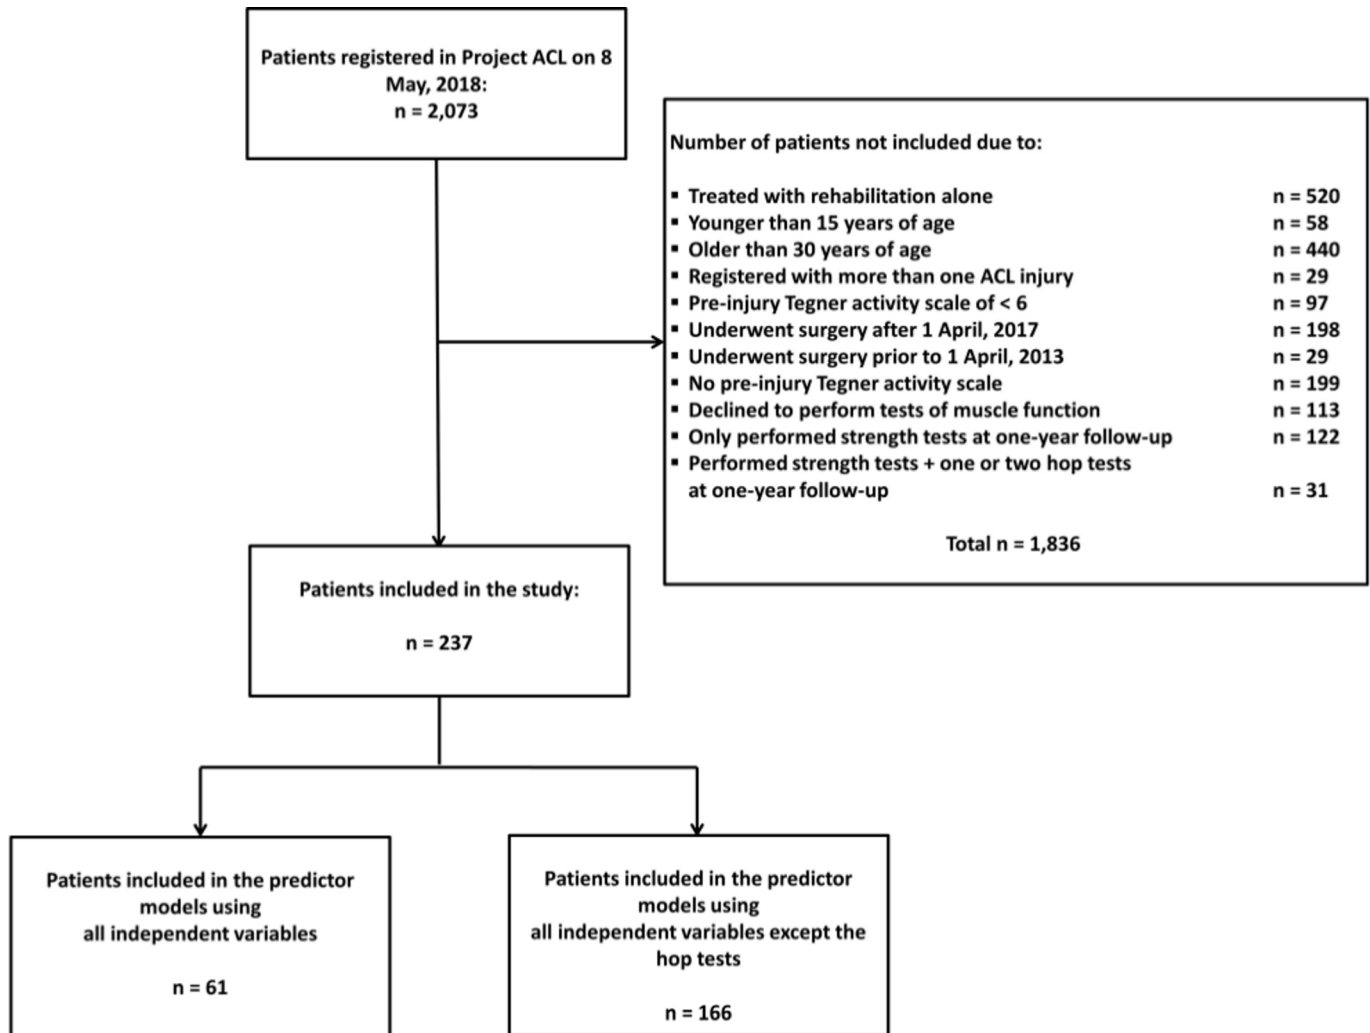 Patients registered in Project ACL on 8
May, 2018:
n = 2,073
Number of patients not included due to:
▪ Treated with rehabilitation alone n = 520
▪ Younger than 15 years of age n = 58
▪ Older than 30 years of age n = 440
▪ Registered with more than one ACL injury n = 29
▪ Pre-injury Tegner activity scale of < 6 n = 97
▪ Underwent surgery after 1 April, 2017 n = 198
▪ Underwent surgery prior to 1 April, 2013 n = 29
▪ No pre-injury Tegner activity scale n = 199
▪ Declined to perform tests of muscle function n = 113
▪ Only performed strength tests at one-year follow-up n = 122
▪ Performed strength tests + one or two hop tests
at one-year follow-up n = 31
Total n = 1,836
Patients included in the study:
n = 237
Patients included in the predictor
models using
all independent variables
n = 61
Patients included in the predictor
models using
all independent variables except the
hop tests
n = 166